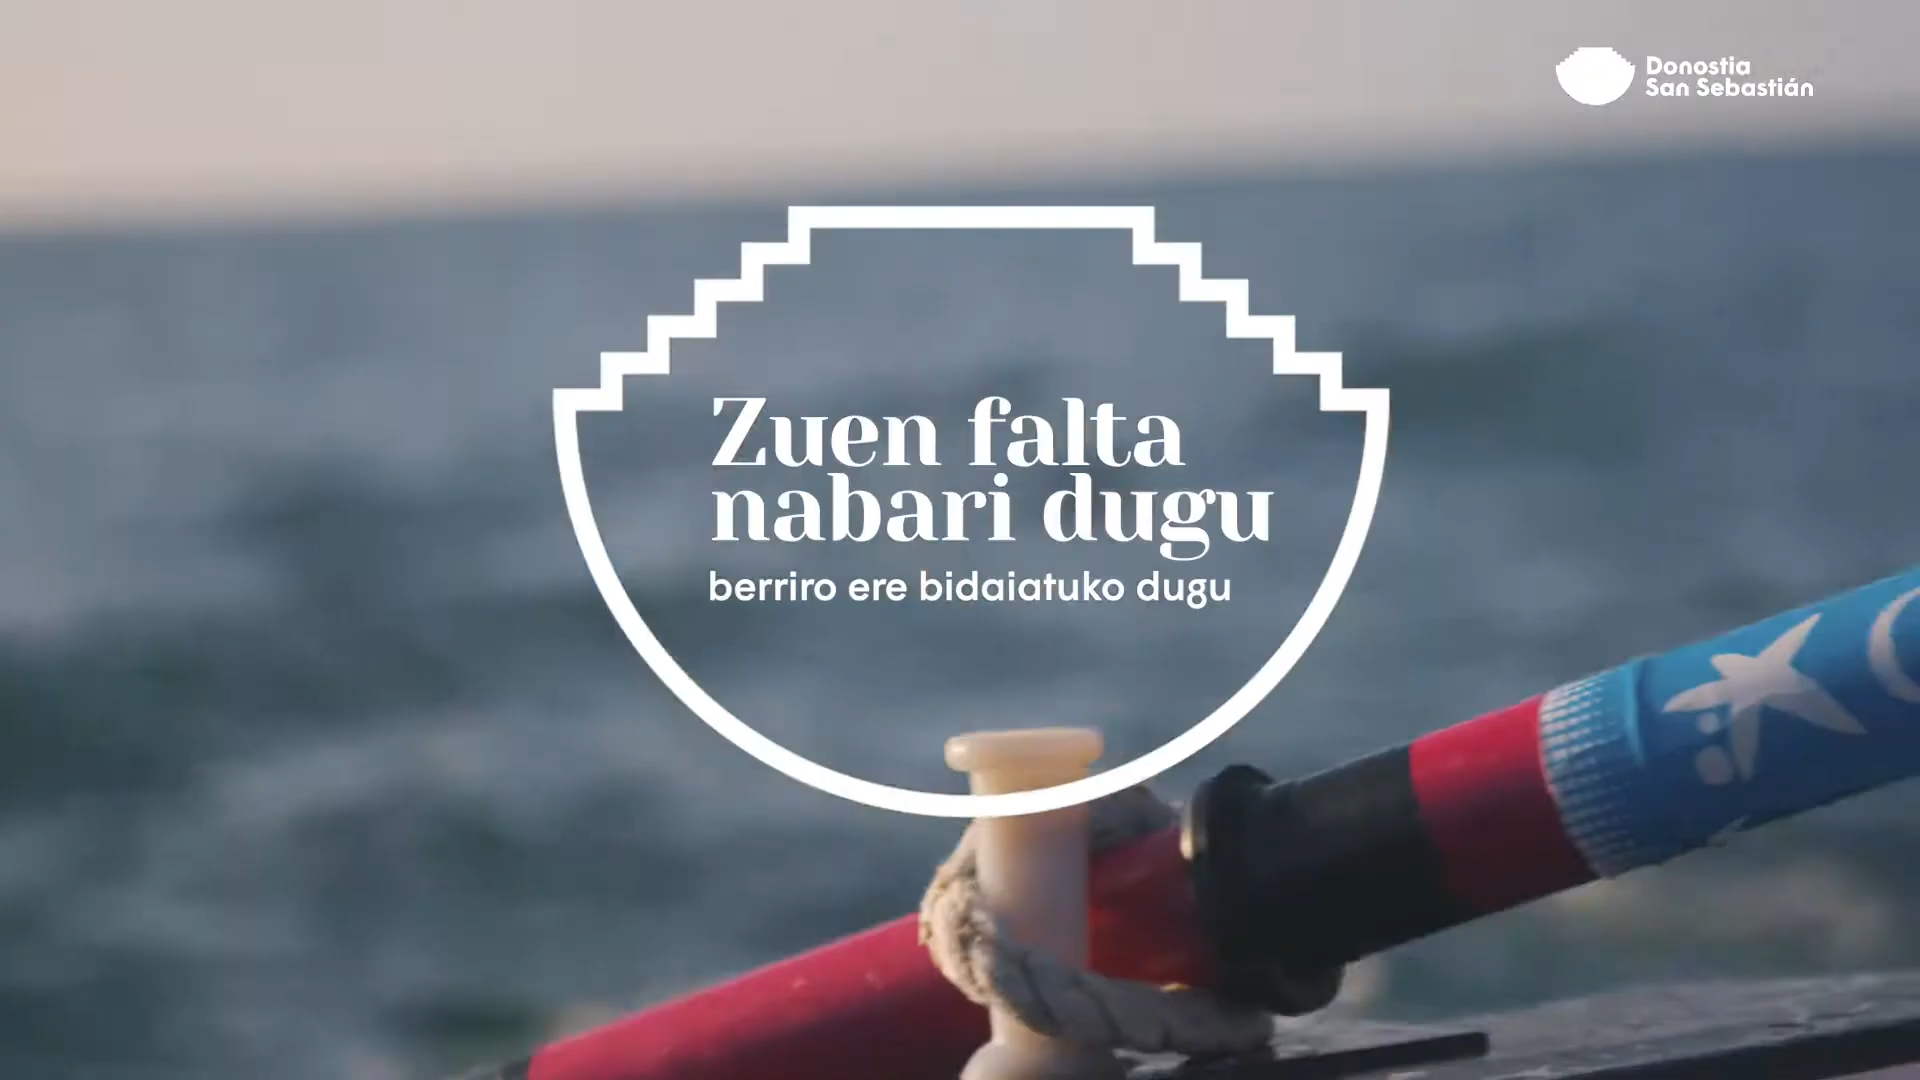 Donostia
San Sebastián
Zuen falta
nabari dugu
berriro ere bidaiatuko dugu